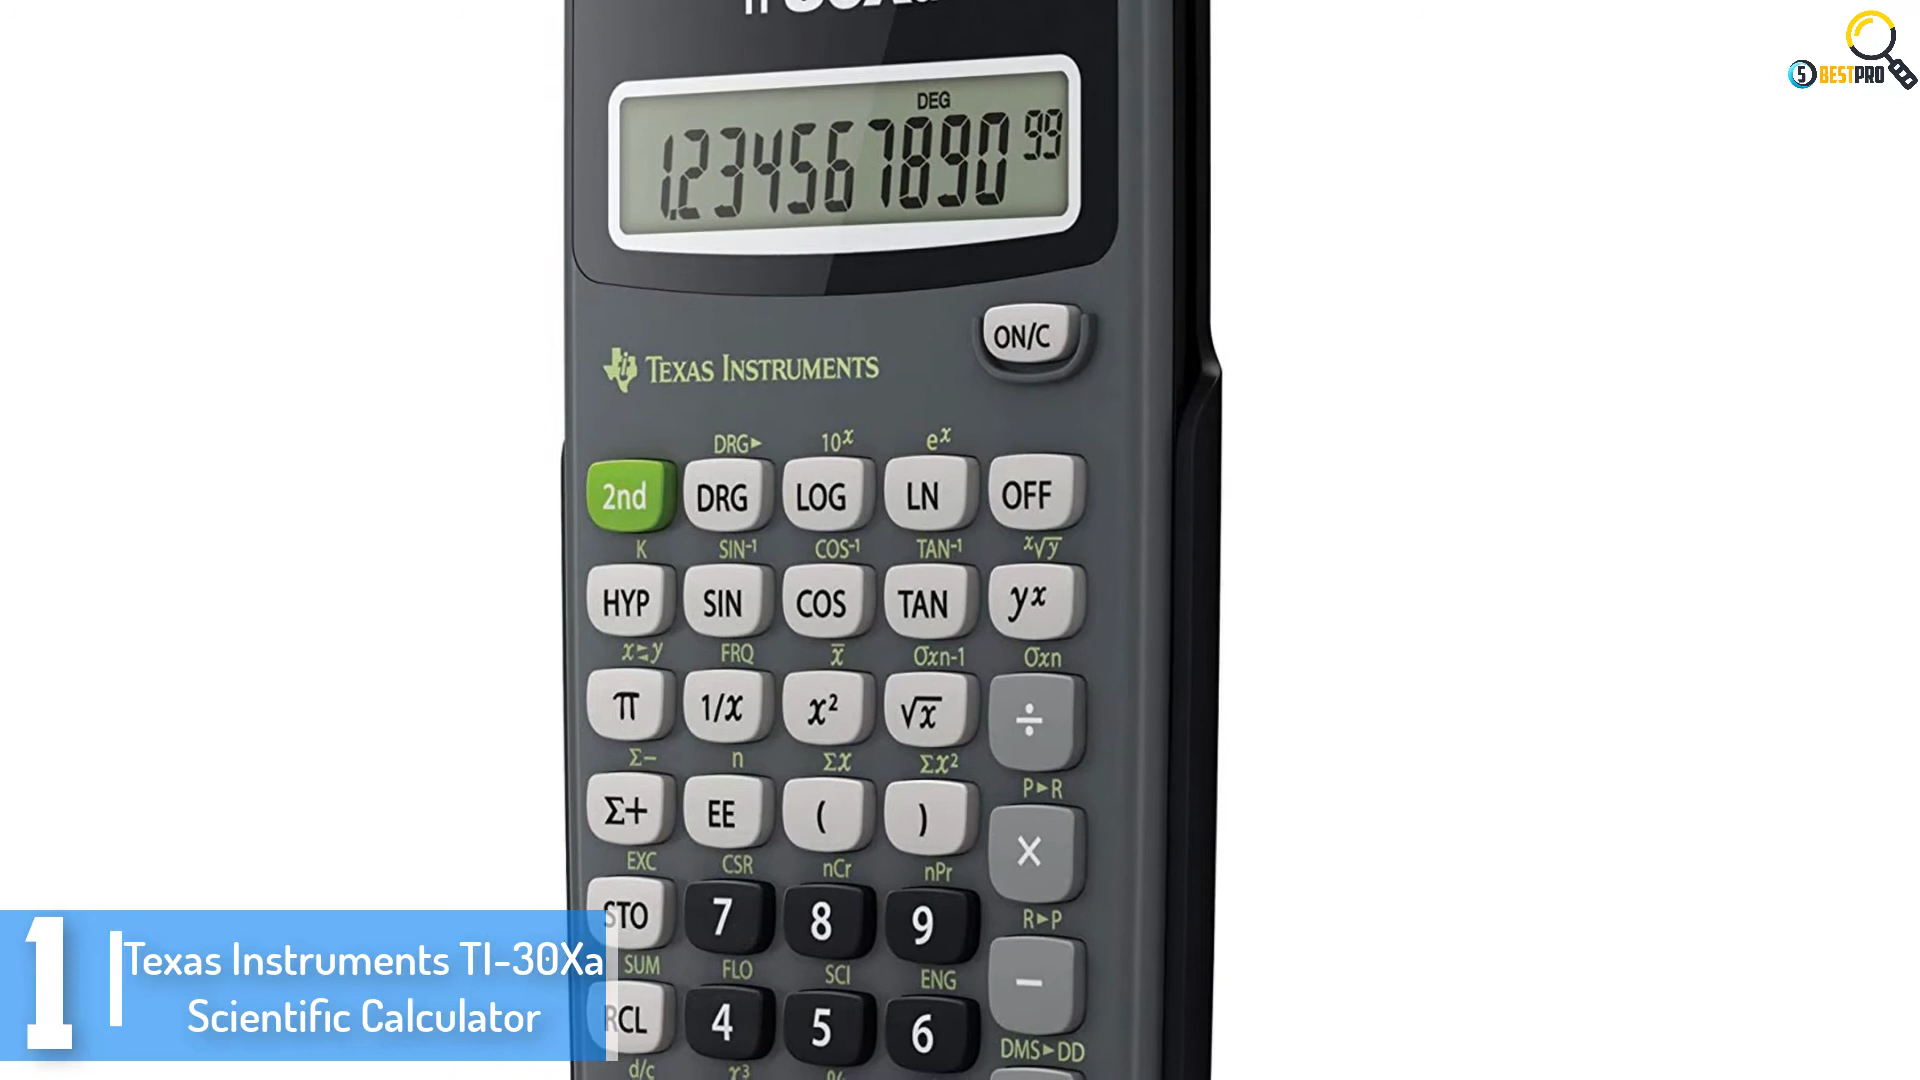 5 BESTPRO
DEG
1.234567890 99
ON/C
TEXAS INSTRUMENTS
DRG► 10ˣ eˣ
2nd DRG LOG LN OFF
K SIN⁻¹ COS⁻¹ TAN⁻¹ ˣ√y
HYP SIN COS TAN yˣ
x⇆y FRQ x̅ σxn-1 σxn
π 1/x x² √x ÷
Σ− n Σx Σx²
Σ+ EE ( )
P►R
×
EXC CSR nCr nPr
STO 7 8 9
R►P
−
SUM FLO SCI ENG
RCL 4 5 6
DMS►DD
d/c x³ %
1
Texas Instruments TI-30Xa
Scientific Calculator